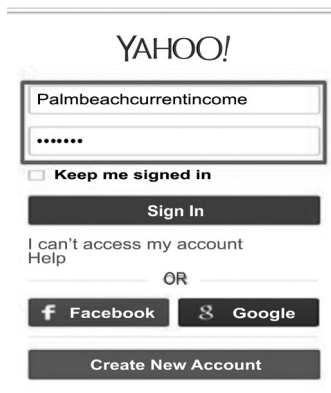 YAHOO!
Palmbeachcurrentincome
•••••••
Keep me signed in
Sign In
I can't access my account
Help
OR
f Facebook 8 Google
Create New Account